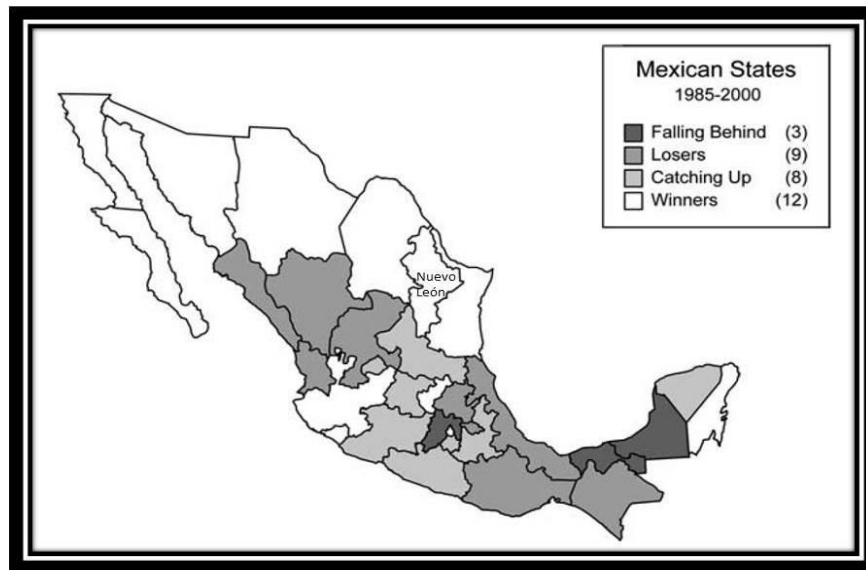 Mexican States
1985-2000
Falling Behind (3)
Losers (9)
Catching Up (8)
Winners (12)
Nuevo
León